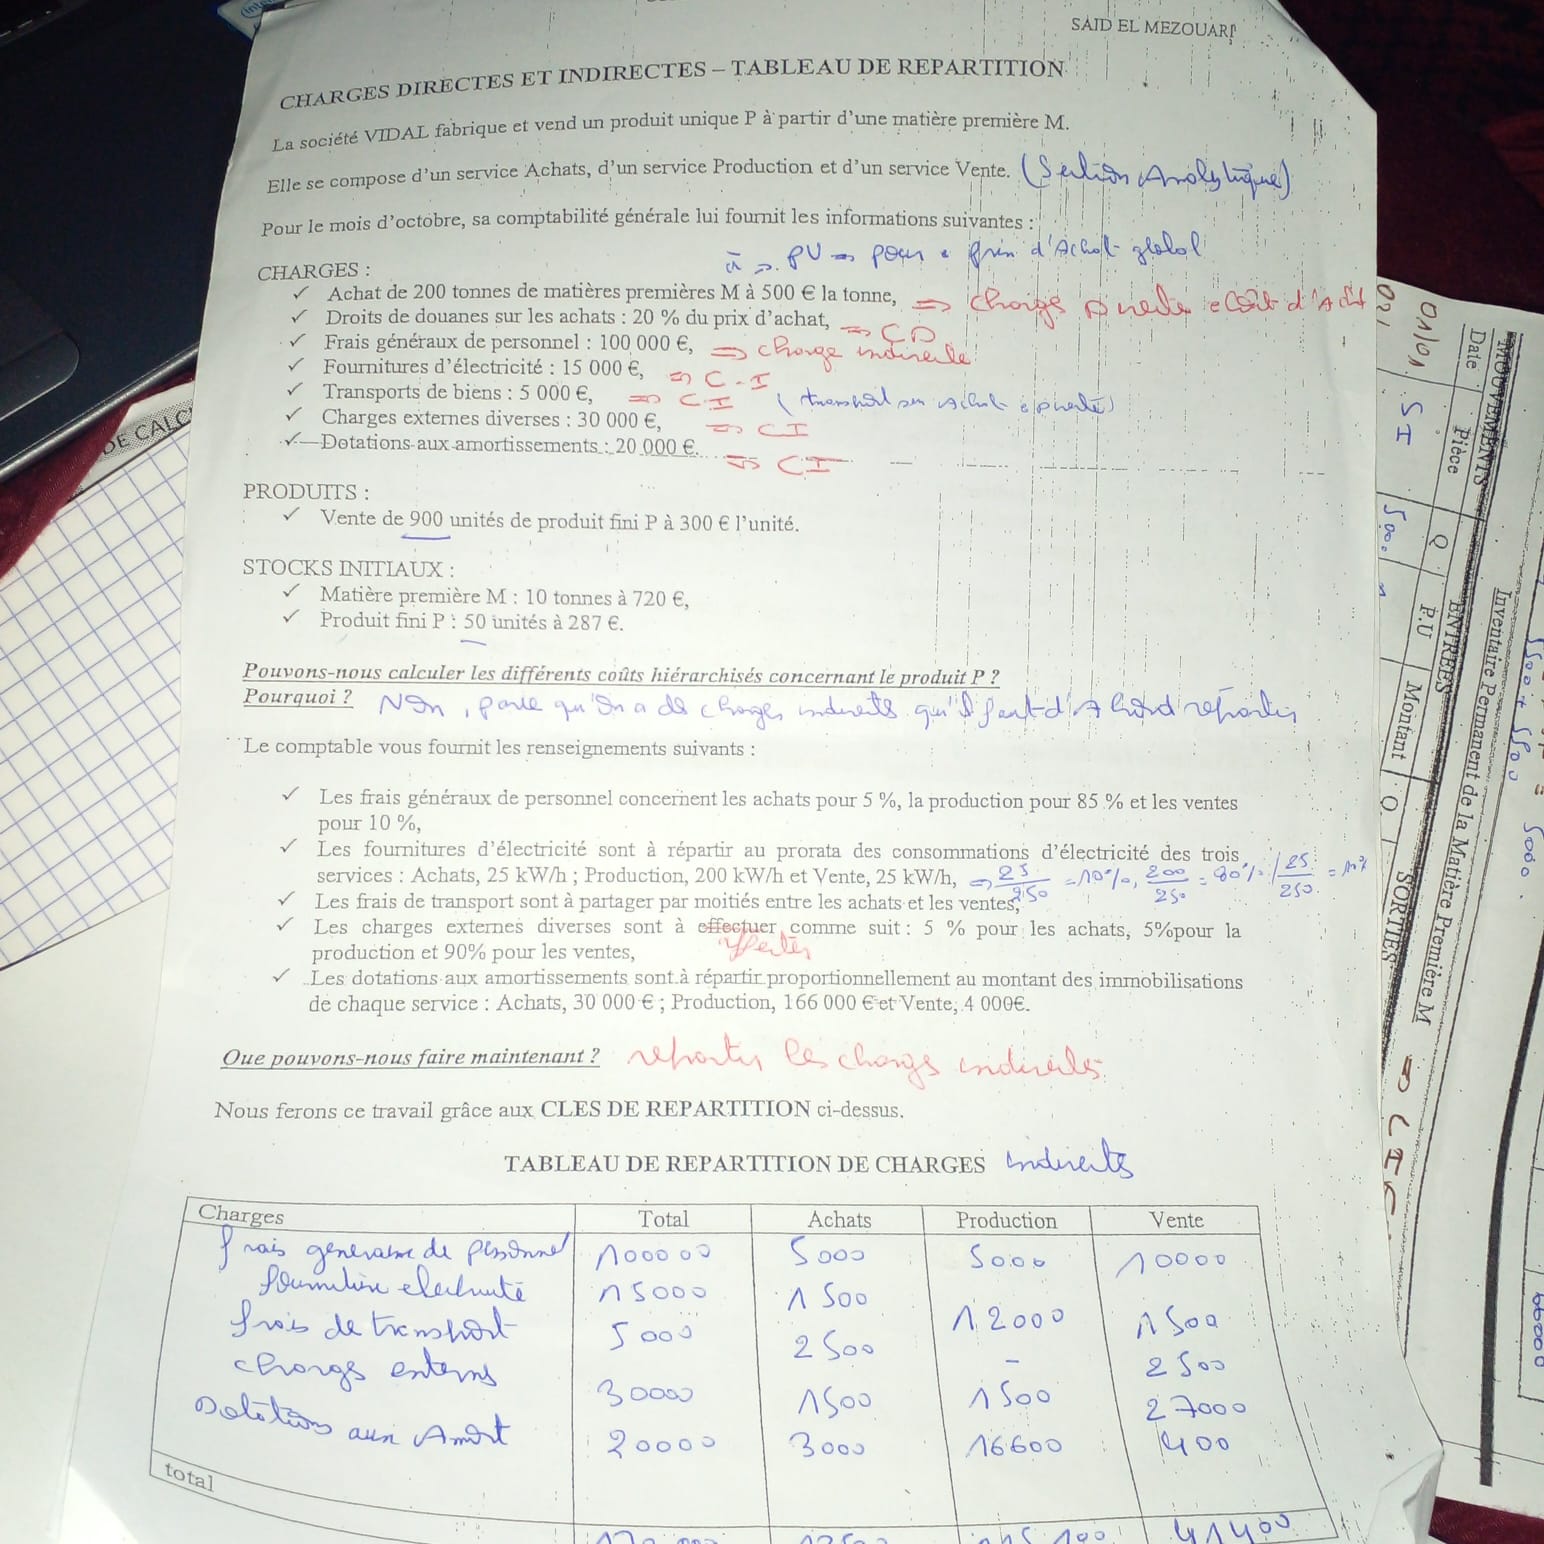 SAID EL MEZOUARI
CHARGES DIRECTES ET INDIRECTES – TABLEAU DE REPARTITION
La société VIDAL fabrique et vend un produit unique P à partir d'une matière première M.
Elle se compose d'un service Achats, d'un service Production et d'un service Vente. (Section Analytique)
Pour le mois d'octobre, sa comptabilité générale lui fournit les informations suivantes :
PU pour prix d'Achat global
CHARGES :
✓ Achat de 200 tonnes de matières premières M à 500 € la tonne, ⇒ charge
✓ Droits de douanes sur les achats : 20 % du prix d'achat, ⇒ CD
✓ Frais généraux de personnel : 100 000 €, ⇒ charge indirecte
✓ Fournitures d'électricité : 15 000 €, ⇒ C-I
✓ Transports de biens : 5 000 €, ⇒ CI (transport sur Achat
✓ Charges externes diverses : 30 000 €, ⇒ CI
✓ Dotations aux amortissements : 20 000 €. ⇒ CI
PRODUITS :
✓ Vente de 900 unités de produit fini P à 300 € l'unité.
STOCKS INITIAUX :
✓ Matière première M : 10 tonnes à 720 €,
✓ Produit fini P : 50 unités à 287 €.
Pouvons-nous calculer les différents coûts hiérarchisés concernant le produit P ?
Pourquoi ? Non, parce qu'on a des charges indirects qu'il faut d'Abord répartir
Le comptable vous fournit les renseignements suivants :
✓ Les frais généraux de personnel concernent les achats pour 5 %, la production pour 85 % et les ventes
pour 10 %,
✓ Les fournitures d'électricité sont à répartir au prorata des consommations d'électricité des trois
services : Achats, 25 kW/h ; Production, 200 kW/h et Vente, 25 kW/h, ⇒ 25/250 = 10%, 200/250 = 80% / 25/250 = 10%
✓ Les frais de transport sont à partager par moitiés entre les achats et les ventes,
✓ Les charges externes diverses sont à effectuer comme suit : 5 % pour les achats, 5%pour la
affecter
production et 90% pour les ventes,
✓ Les dotations aux amortissements sont à répartir proportionnellement au montant des immobilisations
de chaque service : Achats, 30 000 € ; Production, 166 000 € et Vente, 4 000€.
Que pouvons-nous faire maintenant ? repartir les charges indirects
Nous ferons ce travail grâce aux CLES DE REPARTITION ci-dessus.
TABLEAU DE REPARTITION DE CHARGES indirects
Charges Total Achats Production Vente
frais generaux de personnel 100000 5000 5000 10000
fourniture electricité 15000 1500 12000 1500
frais de transport 5000 2500 - 2500
charges externes 30000 1500 1500 27000
Dotations aux Amort 20000 3000 16600 400
total 41400
DE CALC
MOUVEMENTS
Date Pièce
01/01 SI
Inventaire Permanent de la Matière Première M
ENTREES
Q P.U Montant
SORTIES
Q